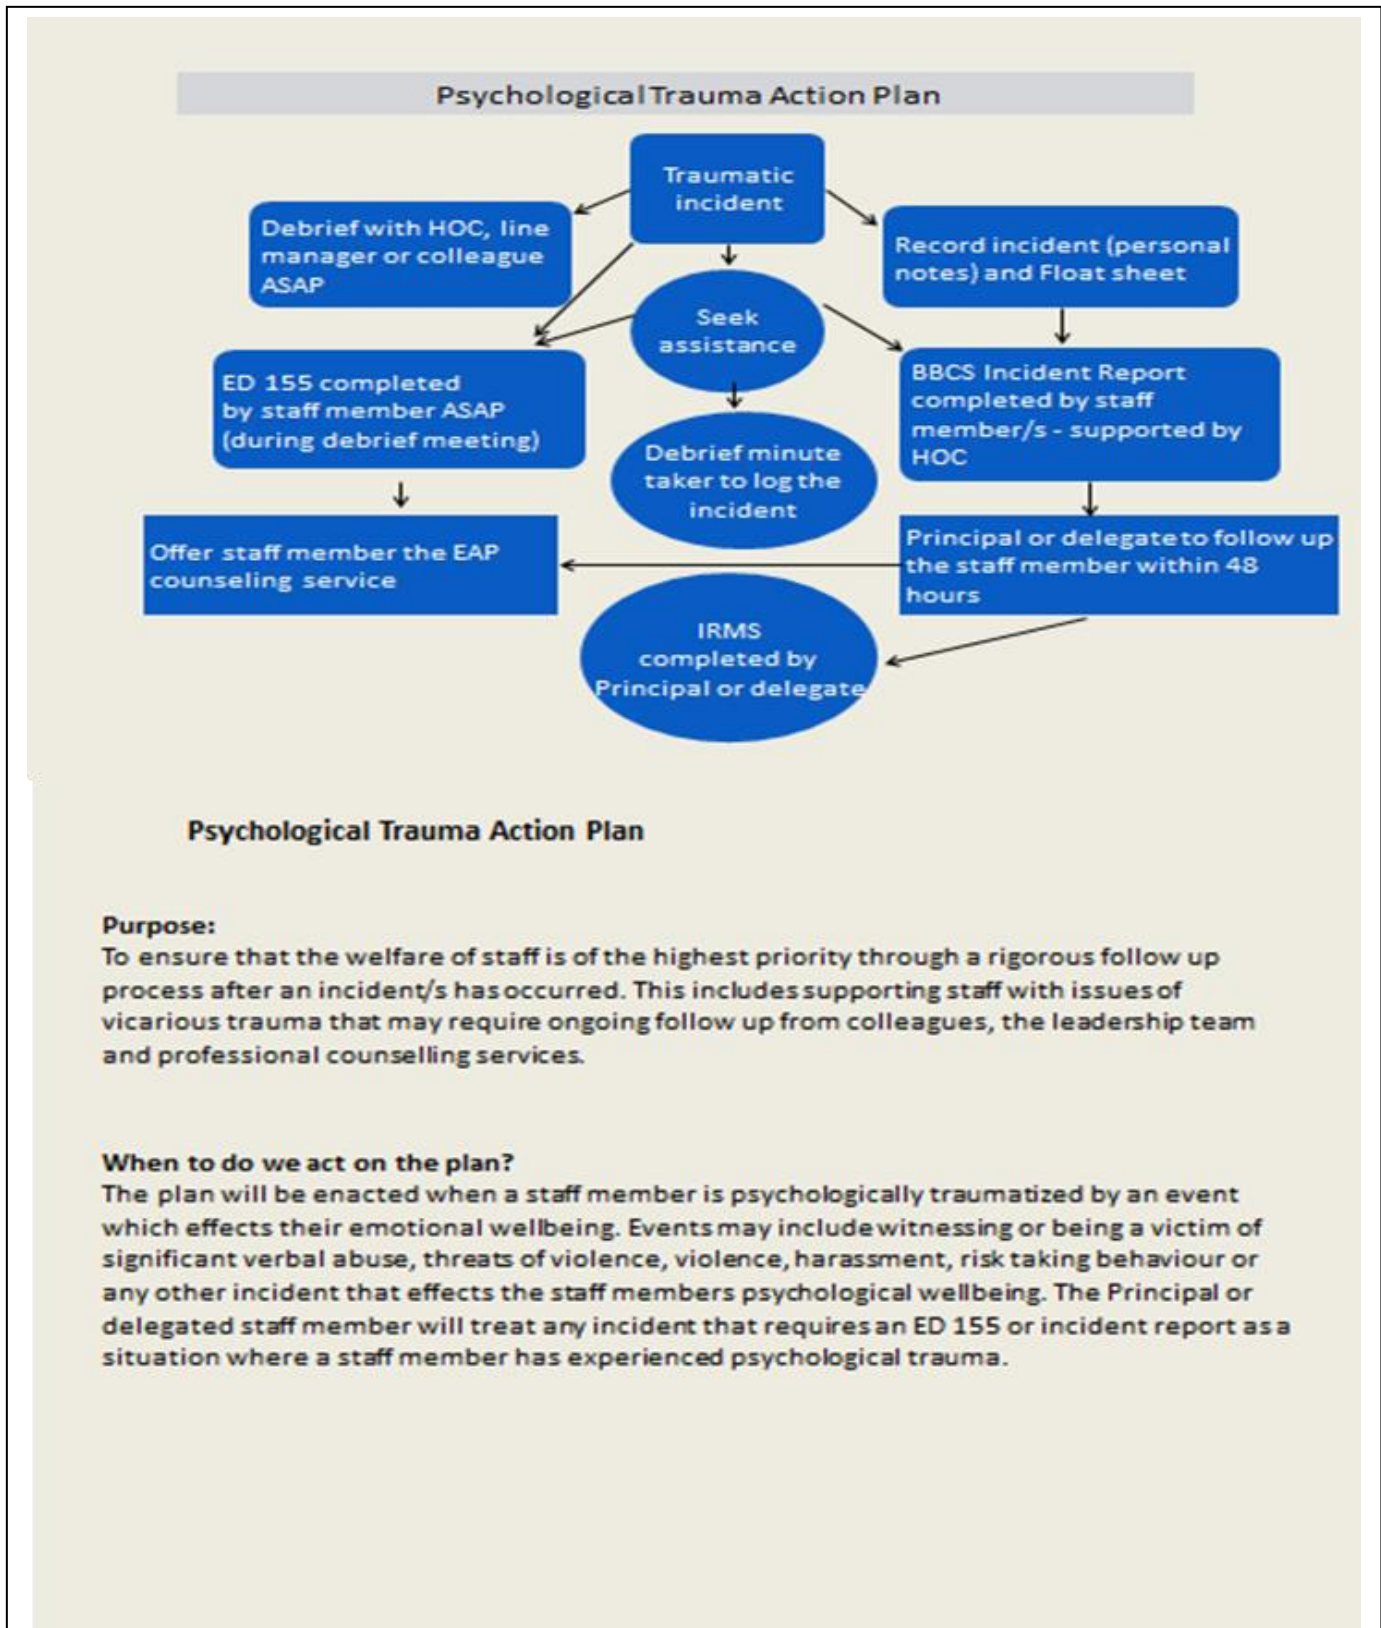 Psychological Trauma Action Plan
Traumatic
incident
Debrief with HOC, line
manager or colleague
ASAP
Record incident (personal
notes) and Float sheet
Seek
assistance
ED 155 completed
by staff member ASAP
(during debrief meeting)
BBCS Incident Report
completed by staff
member/s - supported by
HOC
Debrief minute
taker to log the
incident
Offer staff member the EAP
counseling service
Principal or delegate to follow up
the staff member within 48
hours
IRMS
completed by
Principal or delegate
Psychological Trauma Action Plan
Purpose:
To ensure that the welfare of staff is of the highest priority through a rigorous follow up
process after an incident/s has occurred. This includes supporting staff with issues of
vicarious trauma that may require ongoing follow up from colleagues, the leadership team
and professional counselling services.
When to do we act on the plan?
The plan will be enacted when a staff member is psychologically traumatized by an event
which effects their emotional wellbeing. Events may include witnessing or being a victim of
significant verbal abuse, threats of violence, violence, harassment, risk taking behaviour or
any other incident that effects the staff members psychological wellbeing. The Principal or
delegated staff member will treat any incident that requires an ED 155 or incident report as a
situation where a staff member has experienced psychological trauma.